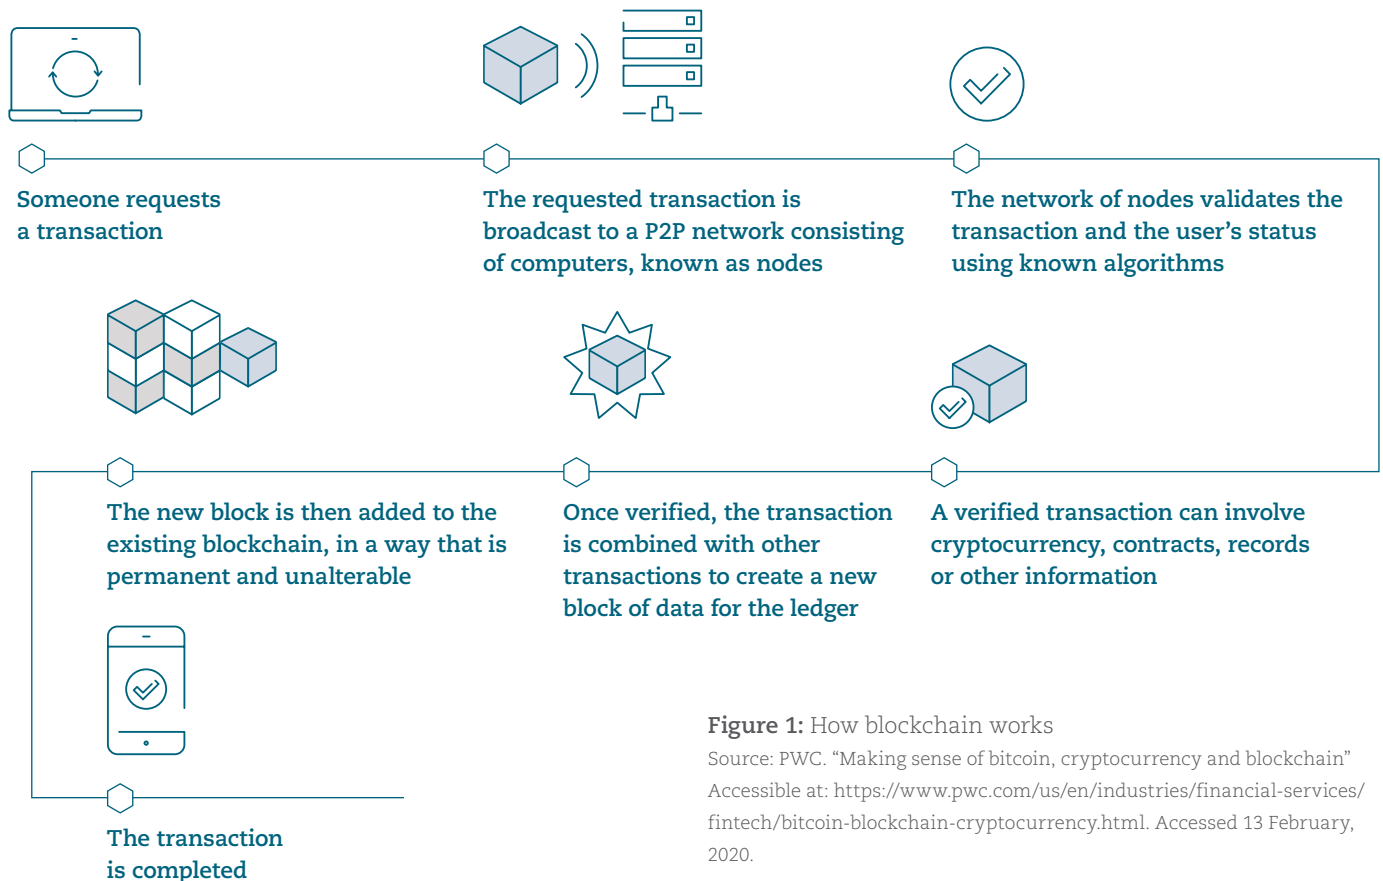 Someone requests
a transaction
The requested transaction is
broadcast to a P2P network consisting
of computers, known as nodes
The network of nodes validates the
transaction and the user’s status
using known algorithms
A verified transaction can involve
cryptocurrency, contracts, records
or other information
Once verified, the transaction
is combined with other
transactions to create a new
block of data for the ledger
The new block is then added to the
existing blockchain, in a way that is
permanent and unalterable
The transaction
is completed
Figure 1: How blockchain works
Source: PWC. “Making sense of bitcoin, cryptocurrency and blockchain”
Accessible at: https://www.pwc.com/us/en/industries/financial-services/
fintech/bitcoin-blockchain-cryptocurrency.html. Accessed 13 February,
2020.